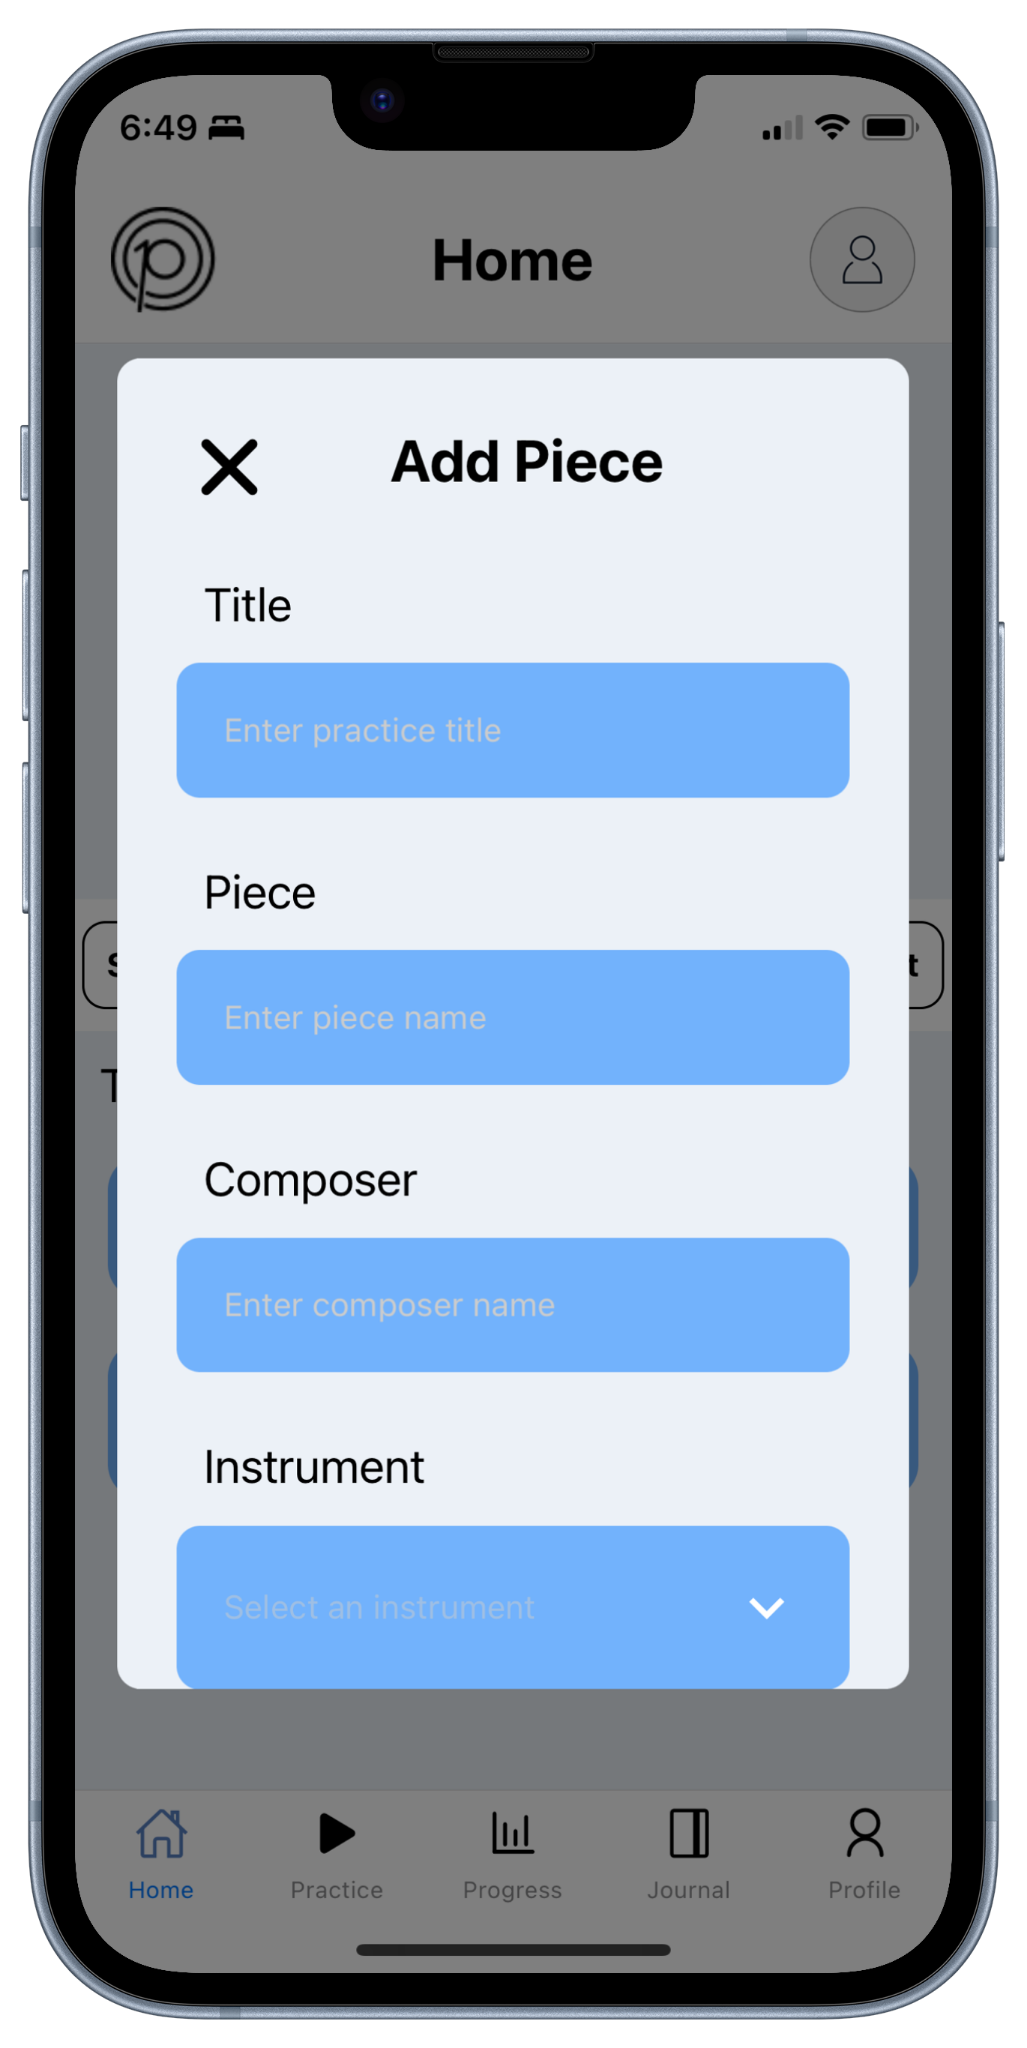 6:49
Home
Add Piece
Title
Enter practice title
Piece
Enter piece name
Composer
Enter composer name
Instrument
Select an instrument
Home
Practice
Progress
Journal
Profile